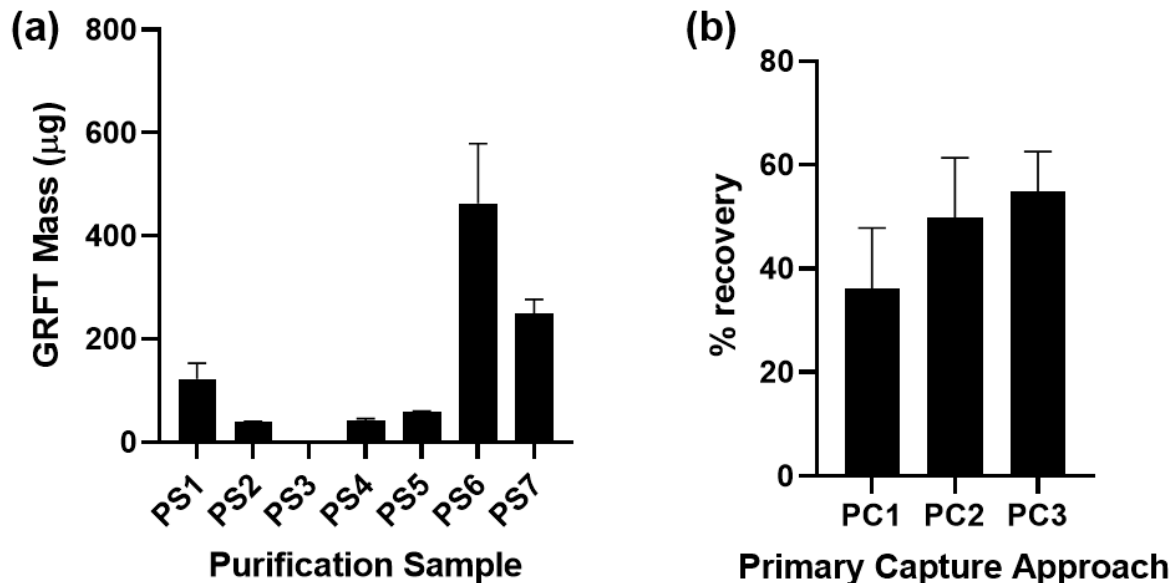 (a)
GRFT Mass (μg)
800
600
400
200
0
PS1 PS2 PS3 PS4 PS5 PS6 PS7
Purification Sample
(b)
% recovery
80
60
40
20
0
PC1 PC2 PC3
Primary Capture Approach